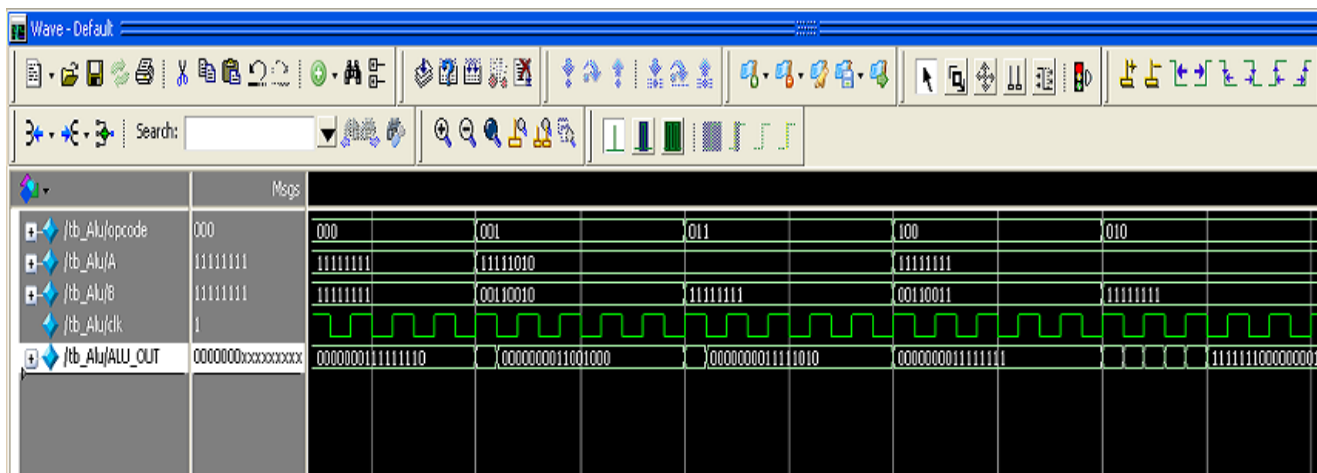 Wave - Default
Search:
Msgs
/tb_Alu/opcode 000 000 001 011 100 010
/tb_Alu/A 11111111 11111111 11111010 11111111
/tb_Alu/B 11111111 11111111 00110010 11111111 00110011 11111111
/tb_Alu/clk 1
/tb_Alu/ALU_OUT 0000000xxxxxxxxx 0000000111111110 0000000011001000 0000000011111010 0000000011111111 1111111000000001